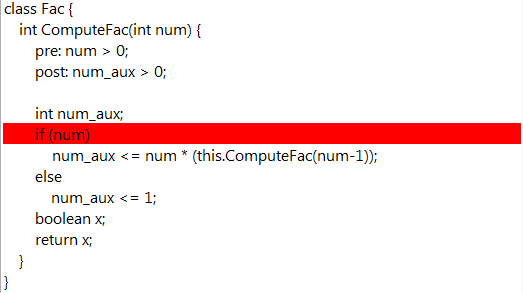 class Fac {
int ComputeFac(int num) {
pre: num > 0;
post: num_aux > 0;
int num_aux;
if (num)
num_aux <= num * (this.ComputeFac(num-1));
else
num_aux <= 1;
boolean x;
return x;
}
}